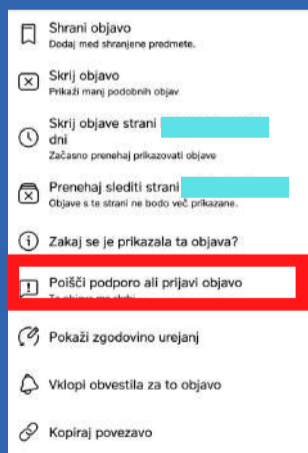 Shrani objavo
Dodaj med shranjene predmete.
Skrij objavo
Prikaži manj podobnih objav
Skrij objave strani
dni
Začasno prenehaj prikazovati objave
Prenehaj slediti strani
Objave s te strani ne bodo več prikazane.
Zakaj se je prikazala ta objava?
Poišči podporo ali prijavi objavo
Pokaži zgodovino urejanj
Vklopi obvestila za to objavo
Kopiraj povezavo